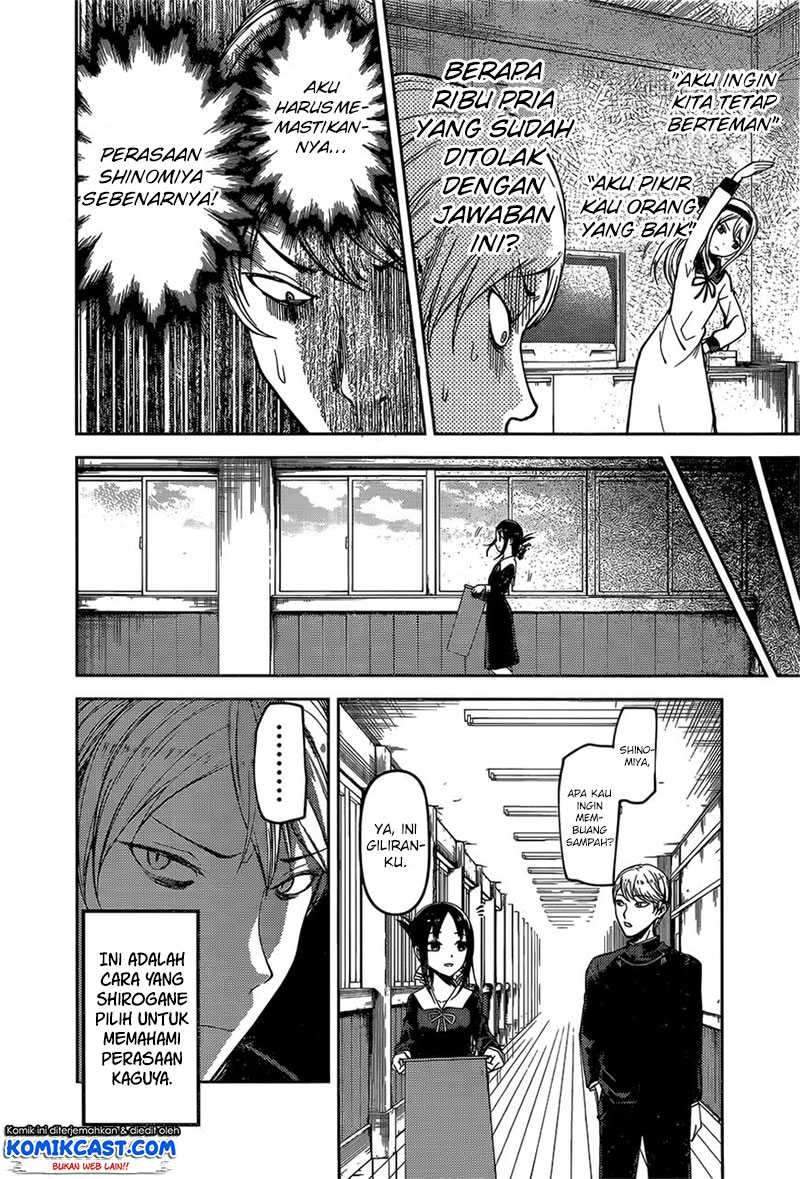 "AKU INGIN
KITA TETAP
BERTEMAN"
"AKU PIKIR
KAU ORANG
YANG BAIK"
BERAPA
RIBU PRIA
YANG SUDAH
DITOLAK
DENGAN
JAWABAN
INI?
AKU
HARUS ME-
MASTIKAN-
NYA...
PERASAAN
SHINOMIYA
SEBENARNYA!
SHINO-
MIYA,
APA KAU
INGIN
MEM-
BUANG
SAMPAH?
YA, INI
GILIRAN-
KU.
........
INI ADALAH
CARA YANG
SHIROGANE
PILIH UNTUK
MEMAHAMI
PERASAAN
KAGUYA.
Komik ini diterjemahkan & diedit oleh
KOMIKCAST.COM
BUKAN WEB LAIN!!